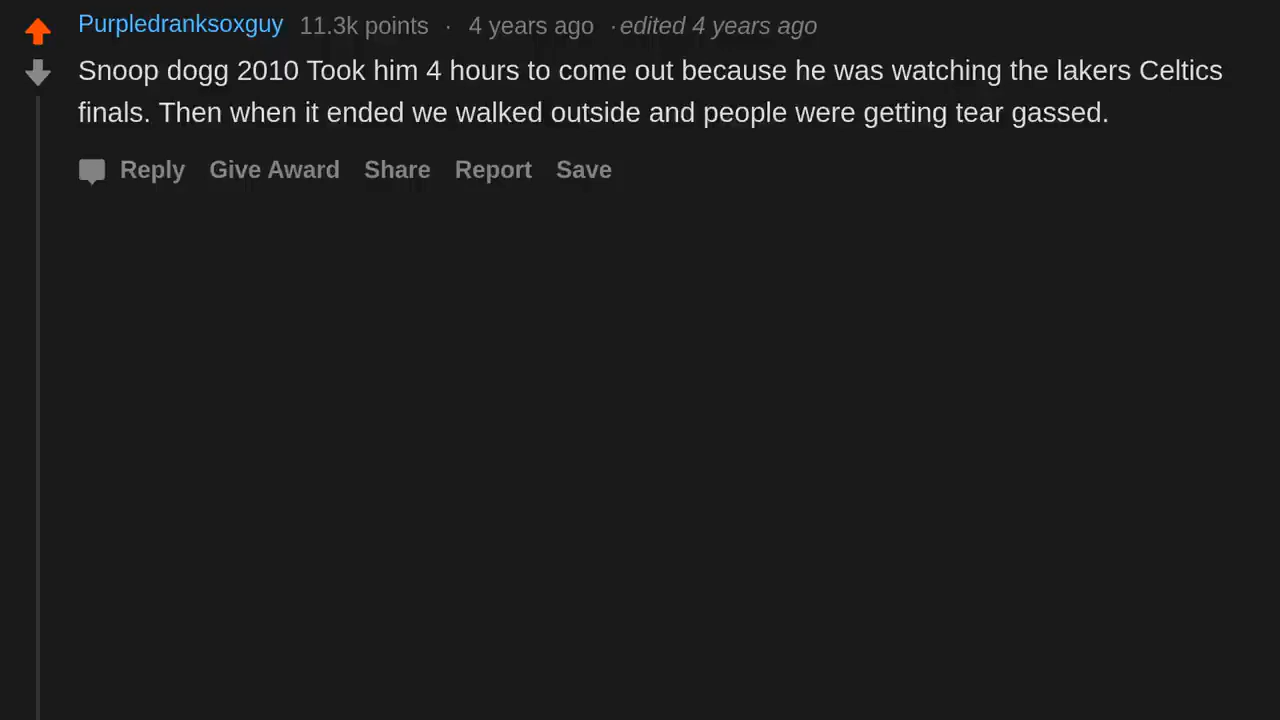 Purpledranksoxguy 11.3k points · 4 years ago · edited 4 years ago
Snoop dogg 2010 Took him 4 hours to come out because he was watching the lakers Celtics
finals. Then when it ended we walked outside and people were getting tear gassed.
Reply Give Award Share Report Save